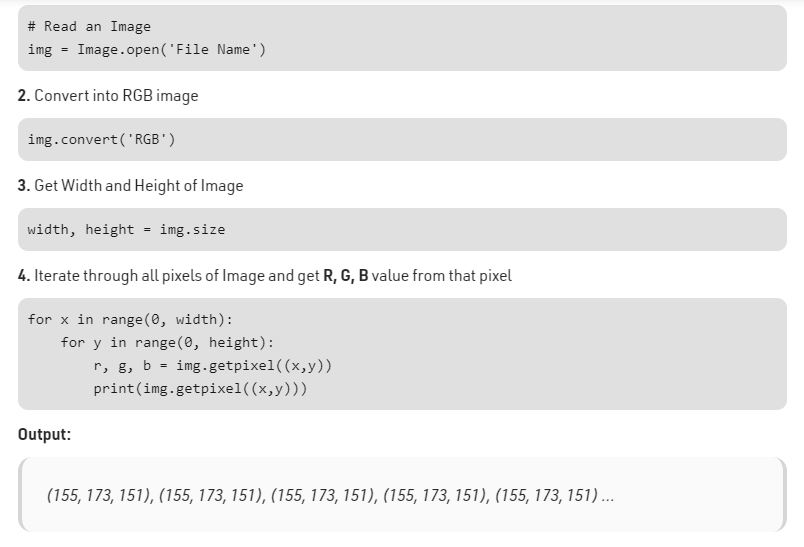 # Read an Image
img = Image.open('File Name')
2. Convert into RGB image
img.convert('RGB')
3. Get Width and Height of Image
width, height = img.size
4. Iterate through all pixels of Image and get R, G, B value from that pixel
for x in range(0, width):
    for y in range(0, height):
        r, g, b = img.getpixel((x,y))
        print(img.getpixel((x,y)))
Output:
(155, 173, 151), (155, 173, 151), (155, 173, 151), (155, 173, 151), (155, 173, 151) ...